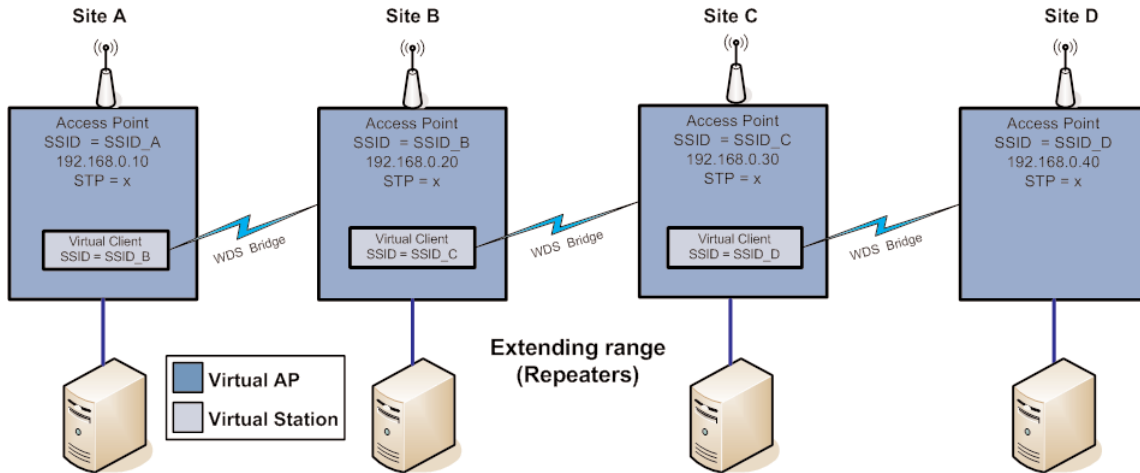 Site A
Site B
Site C
Site D
Access Point
SSID = SSID_A
192.168.0.10
STP = x
Virtual Client
SSID = SSID_B
WDS Bridge
Access Point
SSID = SSID_B
192.168.0.20
STP = x
Virtual Client
SSID = SSID_C
WDS Bridge
Access Point
SSID = SSID_C
192.168.0.30
STP = x
Virtual Client
SSID = SSID_D
WDS Bridge
Access Point
SSID = SSID_D
192.168.0.40
STP = x
Virtual AP
Virtual Station
Extending range
(Repeaters)